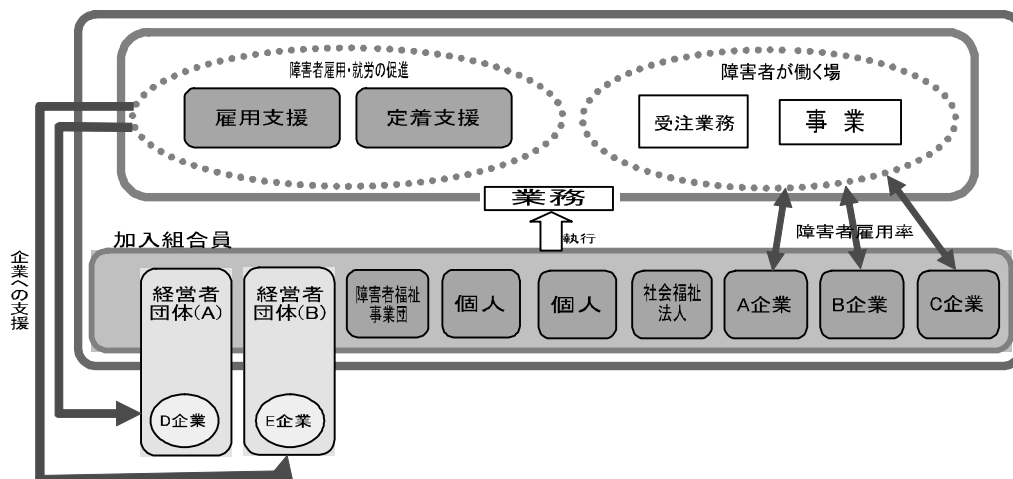 障害者雇用・就労の促進
雇用支援
定着支援
障害者が働く場
受注業務
事業
業務
執行
障害者雇用率
企業への支援
加入組合員
経営者
団体(A)
経営者
団体(B)
障害者福祉
事業団
個人
個人
社会福祉
法人
A企業
B企業
C企業
D企業
E企業